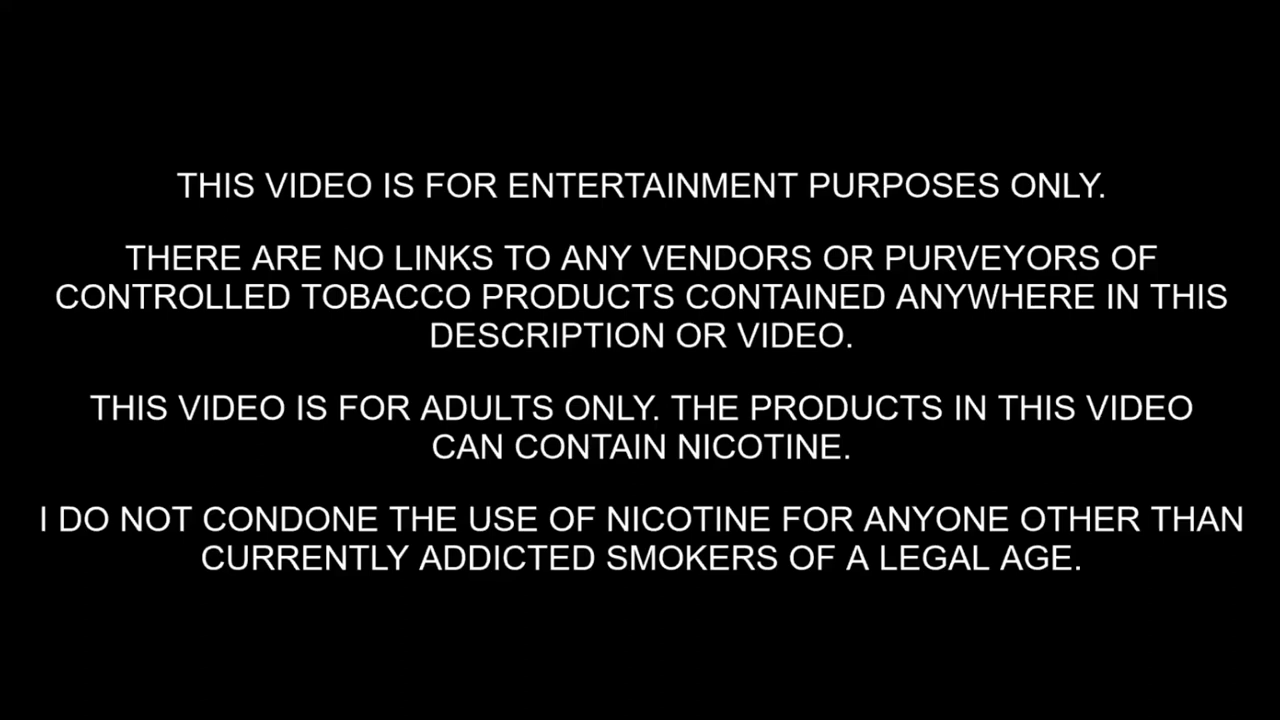 THIS VIDEO IS FOR ENTERTAINMENT PURPOSES ONLY.
THERE ARE NO LINKS TO ANY VENDORS OR PURVEYORS OF
CONTROLLED TOBACCO PRODUCTS CONTAINED ANYWHERE IN THIS
DESCRIPTION OR VIDEO.
THIS VIDEO IS FOR ADULTS ONLY. THE PRODUCTS IN THIS VIDEO
CAN CONTAIN NICOTINE.
I DO NOT CONDONE THE USE OF NICOTINE FOR ANYONE OTHER THAN
CURRENTLY ADDICTED SMOKERS OF A LEGAL AGE.